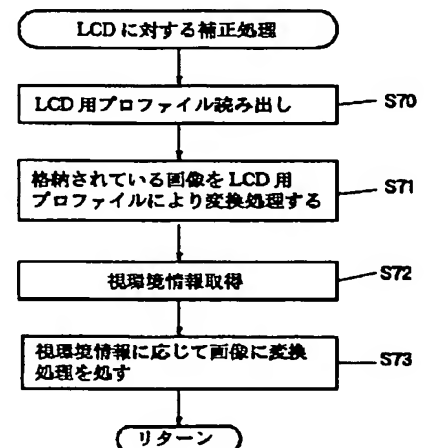 LCDに対する補正処理
LCD用プロファイル読み出し
S70
格納されている画像をLCD用
プロファイルにより変換処理する
S71
視環境情報取得
S72
視環境情報に応じて画像に変換
処理を処す
S73
リターン